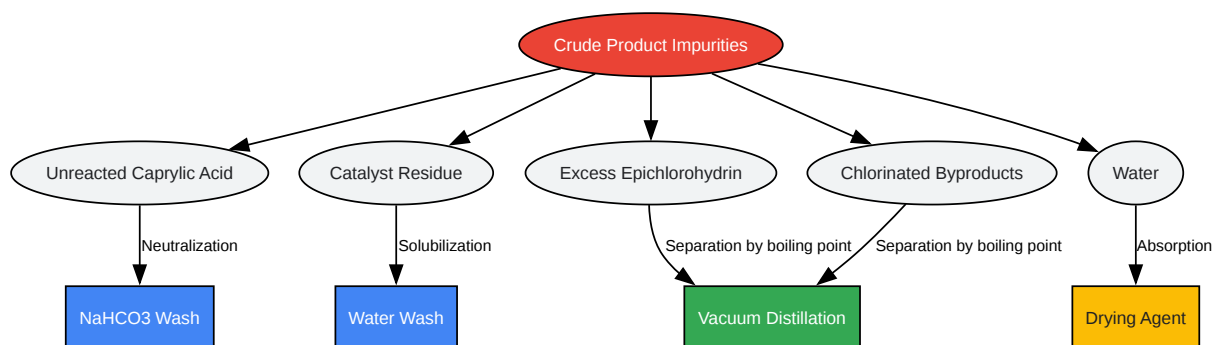 Crude Product Impurities
Unreacted Caprylic Acid
Catalyst Residue
Excess Epichlorohydrin
Chlorinated Byproducts
Water
Neutralization
Solubilization
Separation by boiling point
Separation by boiling point
Absorption
NaHCO3 Wash
Water Wash
Vacuum Distillation
Drying Agent